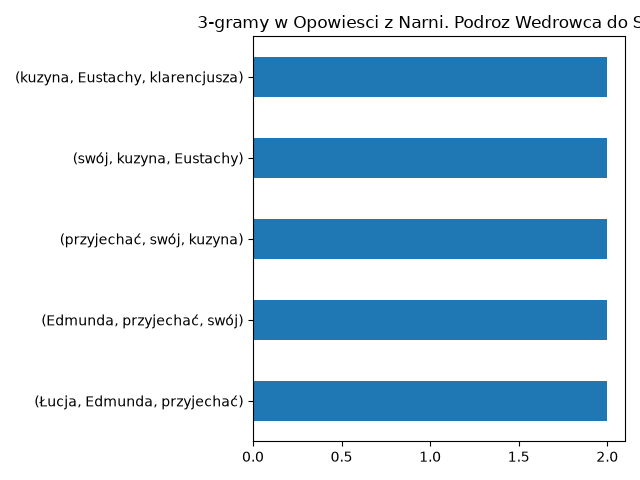 3-gramy w Opowiesci z Narni. Podroz Wedrowca do S
(kuzyna, Eustachy, klarencjusza)
(swój, kuzyna, Eustachy)
(przyjechać, swój, kuzyna)
(Edmunda, przyjechać, swój)
(Łucja, Edmunda, przyjechać)
0.0 0.5 1.0 1.5 2.0